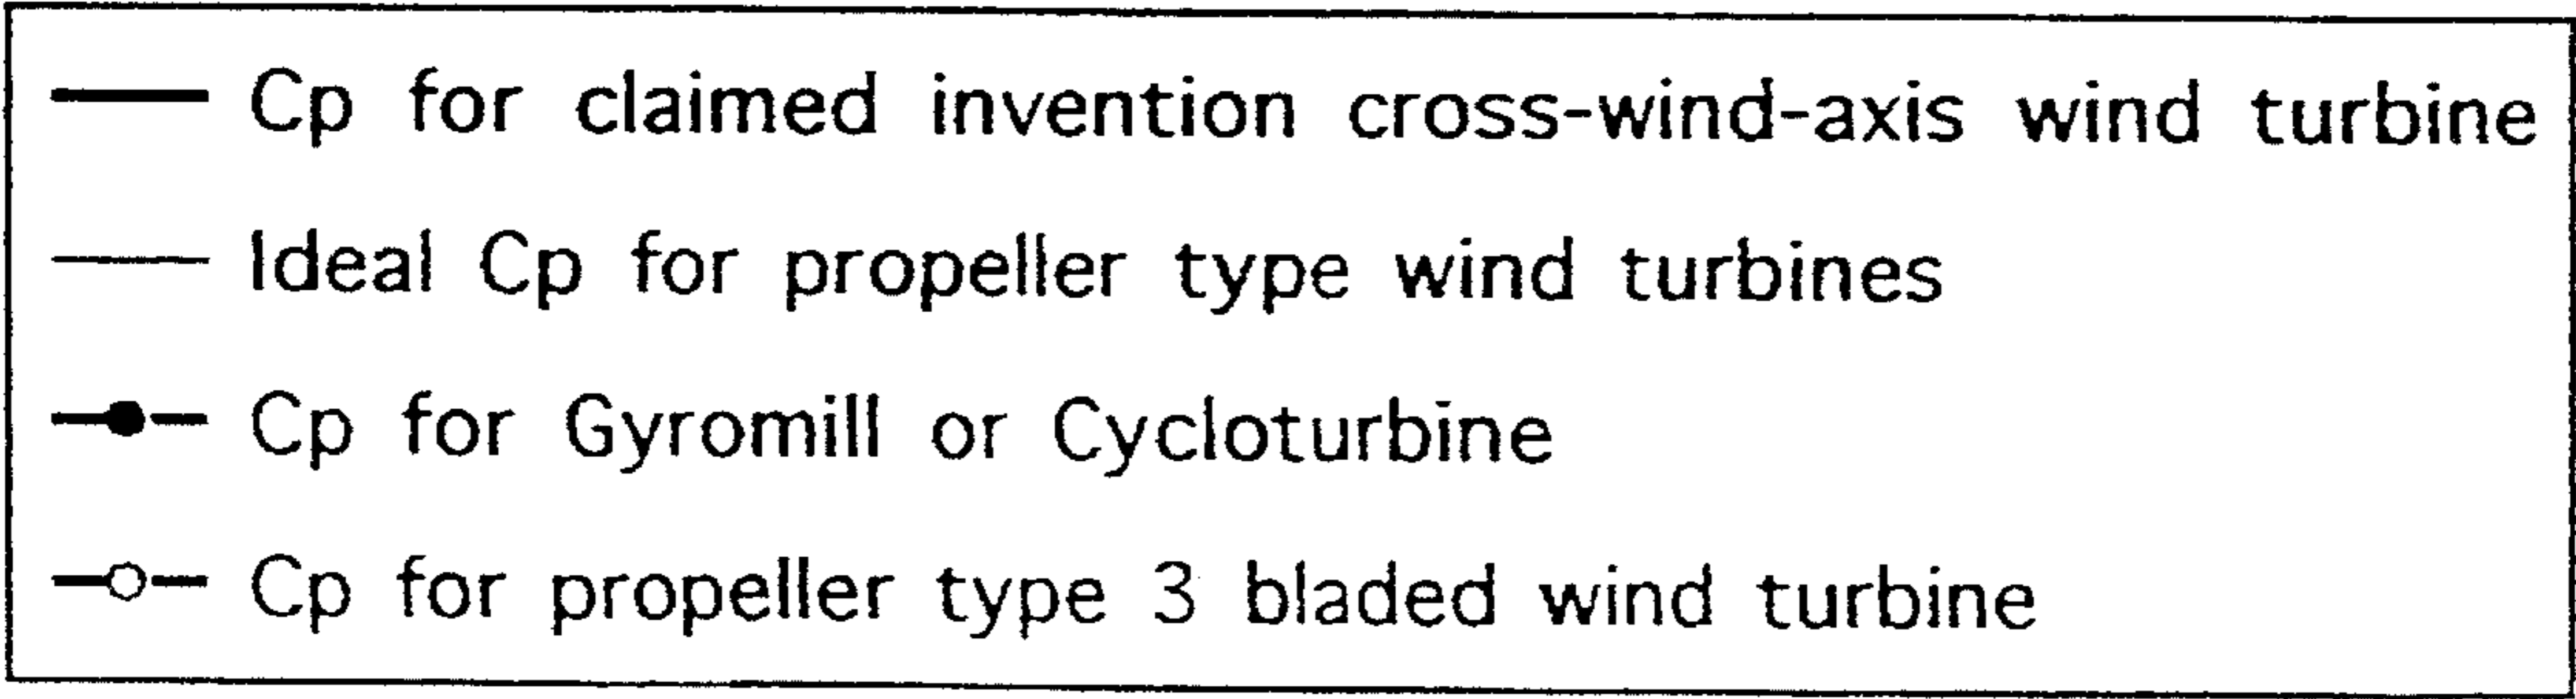 Cp for claimed invention cross-wind-axis wind turbine
Ideal Cp for propeller type wind turbines
Cp for Gyromill or Cycloturbine
Cp for propeller type 3 bladed wind turbine